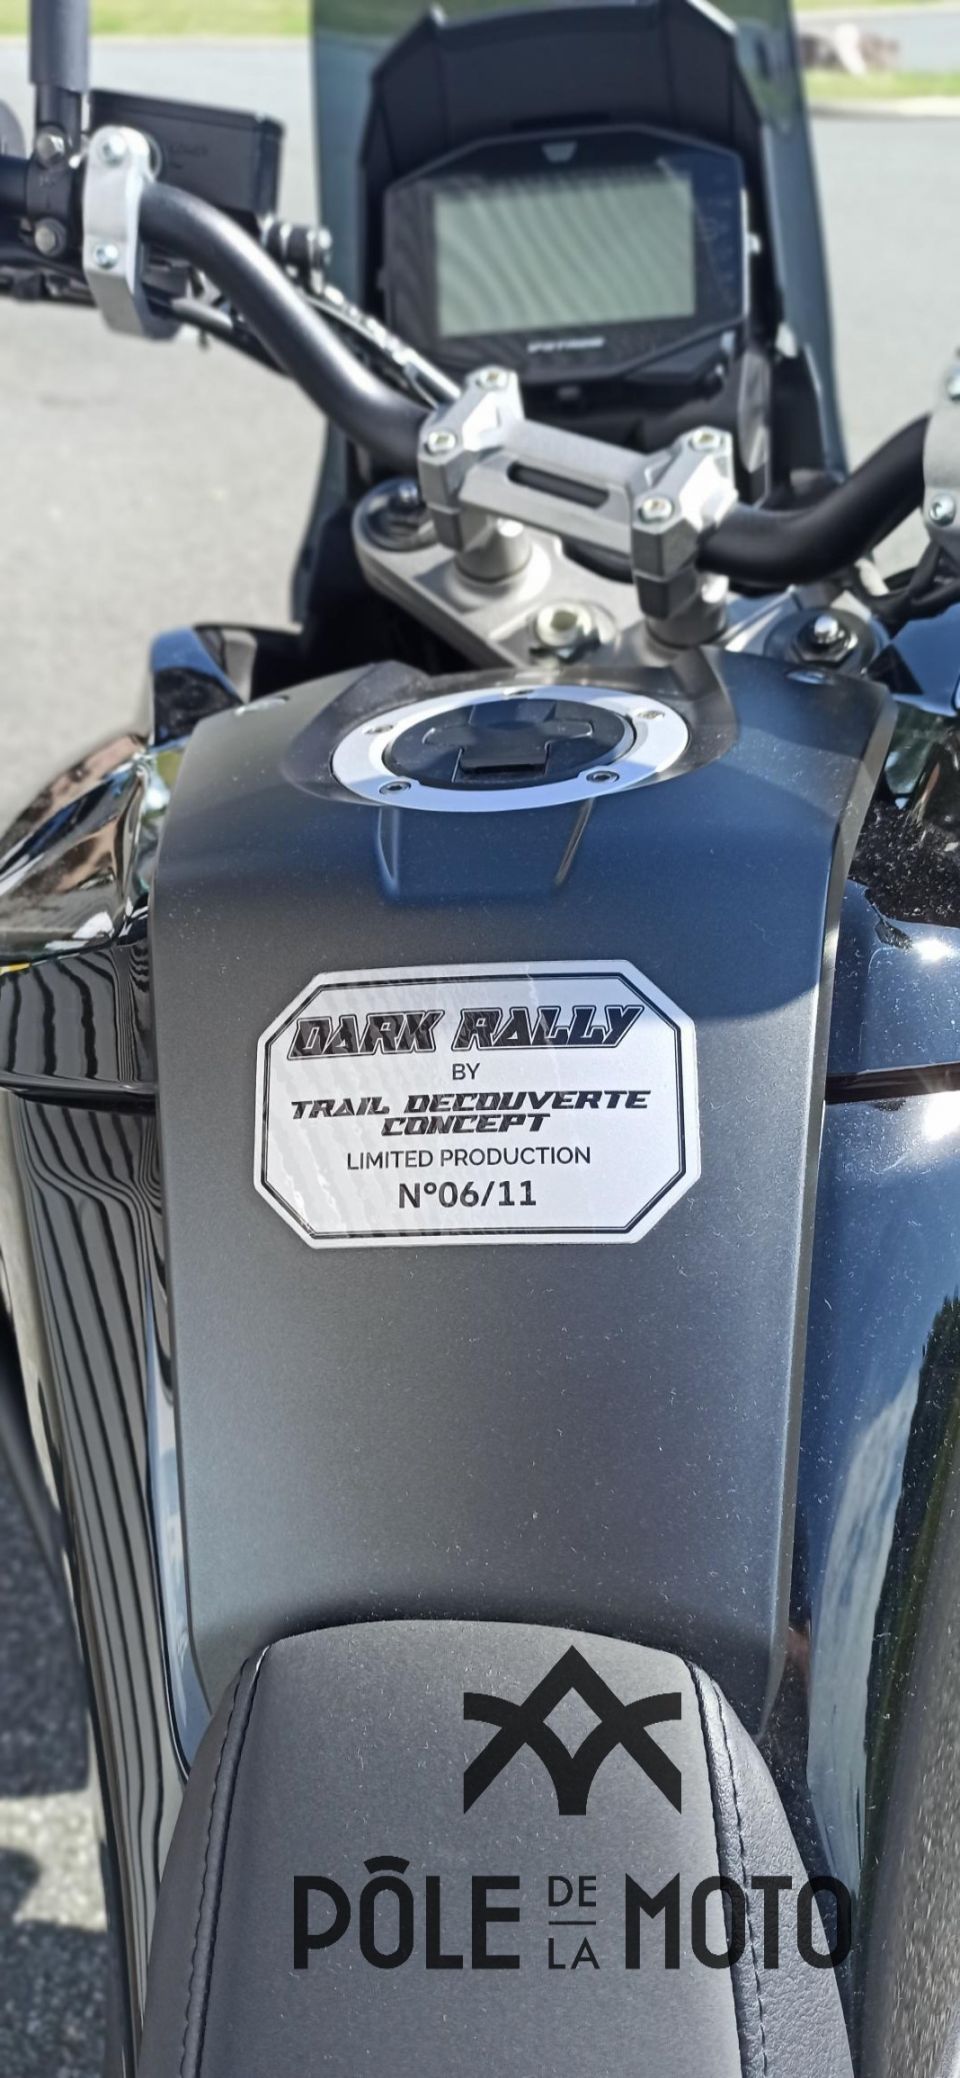 DARK RALLY
BY
TRAIL DECOUVERTE
CONCEPT
LIMITED PRODUCTION
N°06/11
PÔLE DE LA MOTO